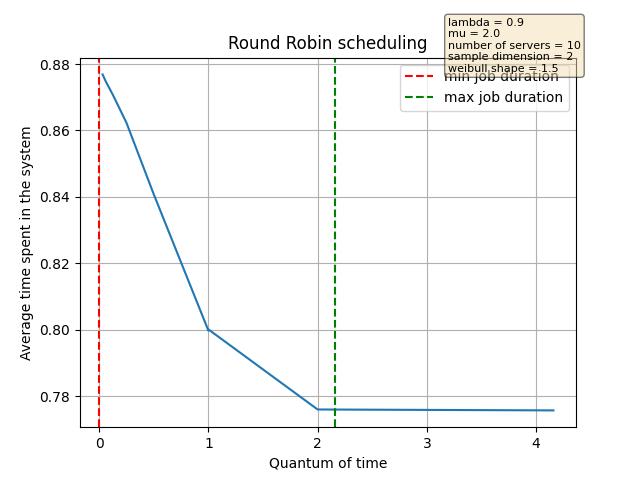 lambda = 0.9
mu = 2.0
number of servers = 10
sample dimension = 2
weibull shape = 1.5
Round Robin scheduling
min job duration
max job duration
Average time spent in the system
0.88
0.86
0.84
0.82
0.80
0.78
0
1
2
3
4
Quantum of time